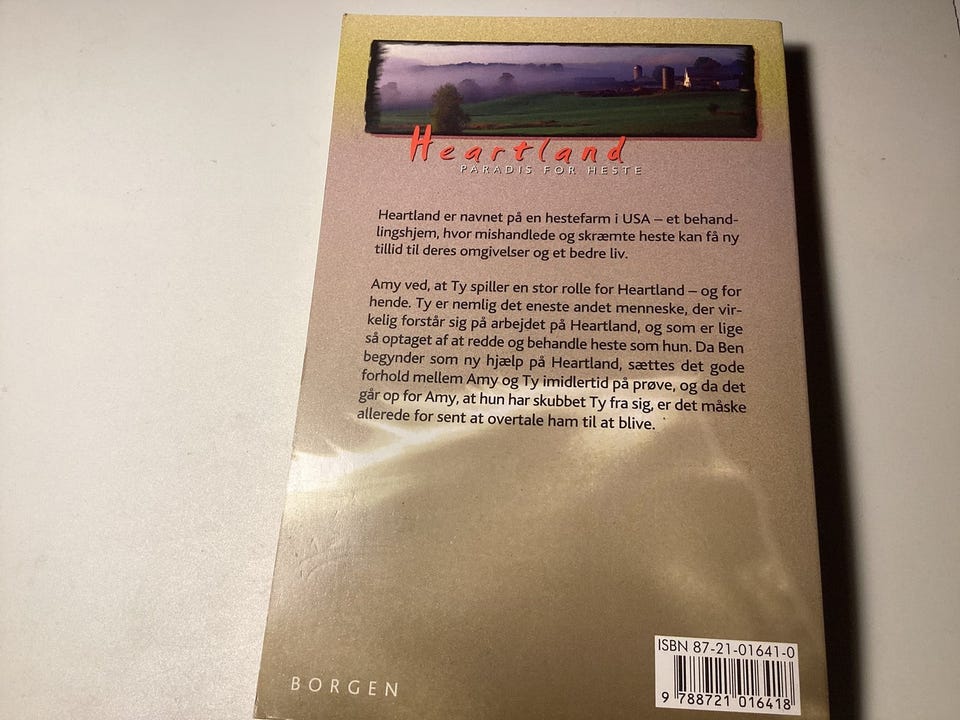 Heartland
PARADIS FOR HESTE
Heartland er navnet på en hestefarm i USA – et behand-
lingshjem, hvor mishandlede og skræmte heste kan få ny
tillid til deres omgivelser og et bedre liv.
Amy ved, at Ty spiller en stor rolle for Heartland – og for
hende. Ty er nemlig det eneste andet menneske, der vir-
kelig forstår sig på arbejdet på Heartland, og som er lige
så optaget af at redde og behandle heste som hun. Da Ben
begynder som ny hjælp på Heartland, sættes det gode
forhold mellem Amy og Ty imidlertid på prøve, og da det
går op for Amy, at hun har skubbet Ty fra sig, er det måske
allerede for sent at overtale ham til at blive.
BORGEN
ISBN 87-21-01641-0
9 788721 016418